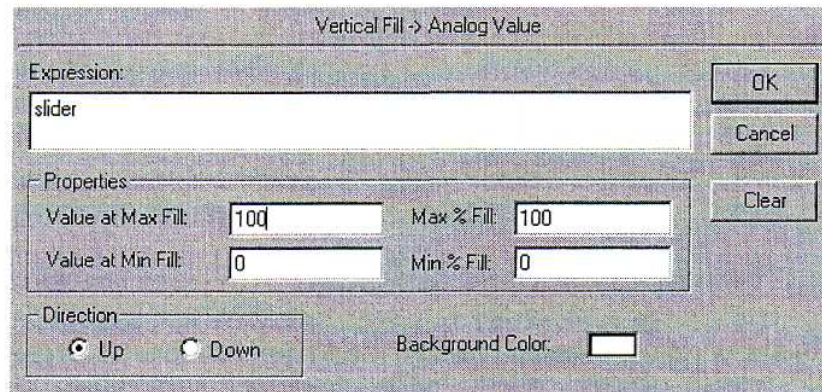 Vertical Fill -> Analog Value
Expression:
OK
slider
Cancel
Properties
Clear
Value at Max Fill: 100 Max % Fill: 100
Value at Min Fill: 0 Min % Fill: 0
Direction
Up Down Background Color: